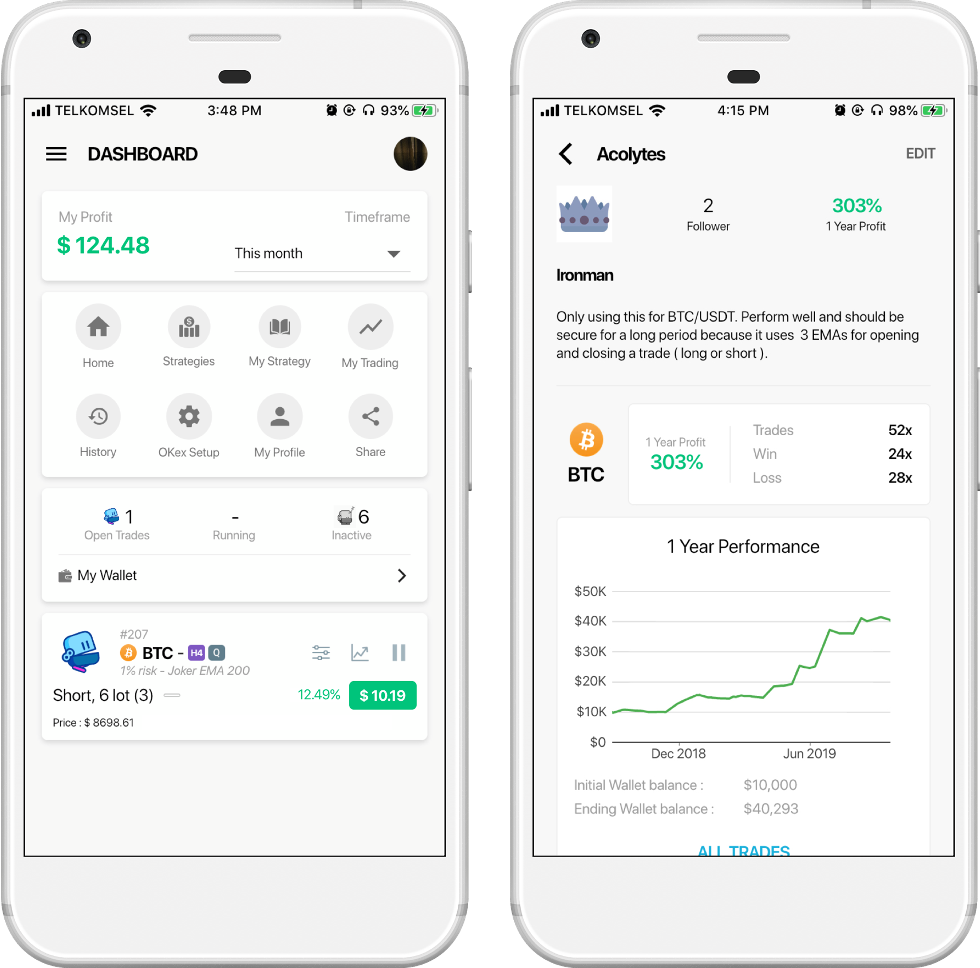 TELKOMSEL 3:48 PM 93%
DASHBOARD
My Profit Timeframe
$ 124.48
This month
Home Strategies My Strategy My Trading
History OKex Setup My Profile Share
1 - 6
Open Trades Running Inactive
My Wallet
#207
BTC - H4 Q
1% risk - Joker EMA 200
Short, 6 lot (3) 12.49% $ 10.19
Price : $ 8698.61
TELKOMSEL 4:15 PM 98%
Acolytes EDIT
2 303%
Follower 1 Year Profit
Ironman
Only using this for BTC/USDT. Perform well and should be
secure for a long period because it uses 3 EMAs for opening
and closing a trade ( long or short ).
BTC
1 Year Profit
303%
Trades 52x
Win 24x
Loss 28x
1 Year Performance
$50K
$40K
$30K
$20K
$10K
$0
Dec 2018 Jun 2019
Initial Wallet balance : $10,000
Ending Wallet balance : $40,293
ALL TRADES